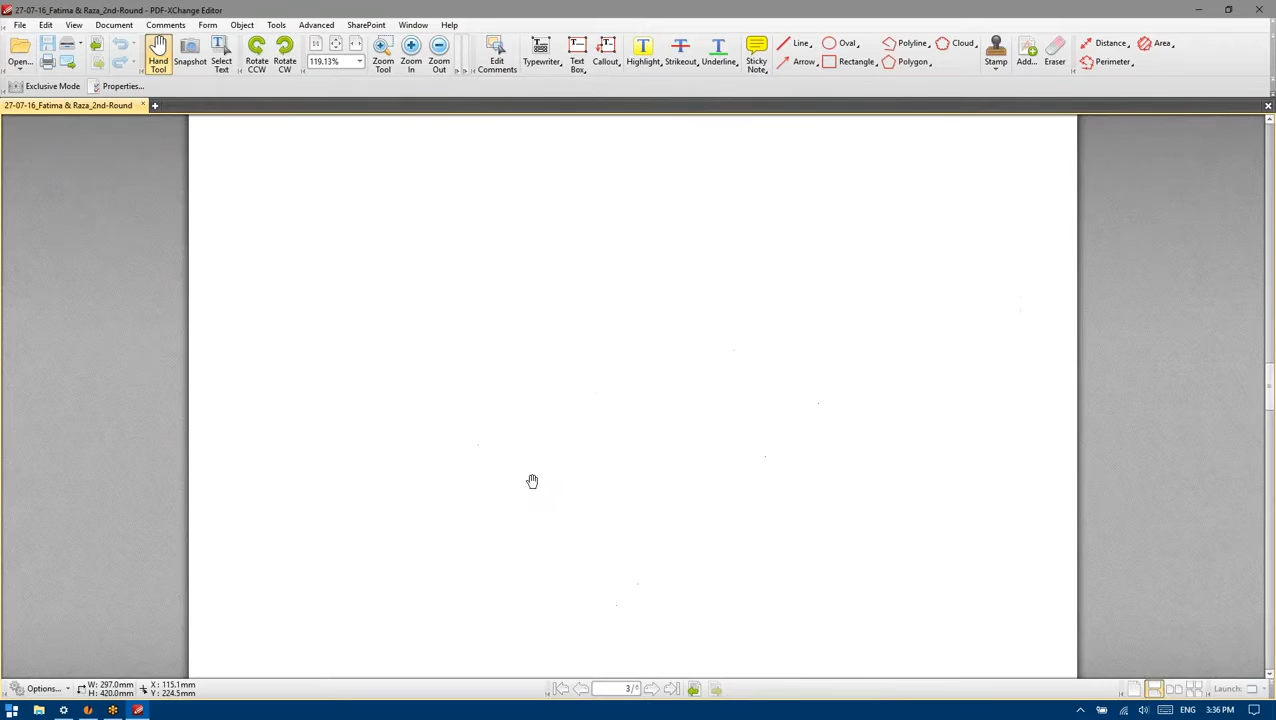 27-07-16_Fatima & Raza_2nd-Round - PDF-XChange Editor
File Edit View Document Comments Form Object Tools Advanced SharePoint Window Help
Open... Hand Tool Snapshot Select Text Rotate CCW Rotate CW 119.13% Zoom Tool Zoom In Zoom Out Edit Comments Typewriter, Text Box, Callout, Highlight, Strikeout, Underline, Sticky Note, Line, Arrow, Oval, Rectangle, Polyline, Polygon, Cloud, Stamp Add... Eraser Distance, Perimeter, Area,
Exclusive Mode Properties...
27-07-16_Fatima & Raza_2nd-Round
Options... W: 297.0mm X: 115.1mm
H: 420.0mm Y: 224.5mm
Launch:
ENG 3:36 PM